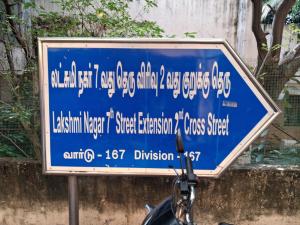 லட்சுமி நகர் 7 வது தெரு விரிவு 2 வது குறுக்கு தெரு
Lakshmi Nagar 7th Street Extension 2nd Cross Street
வார்டு - 167 Division - 167